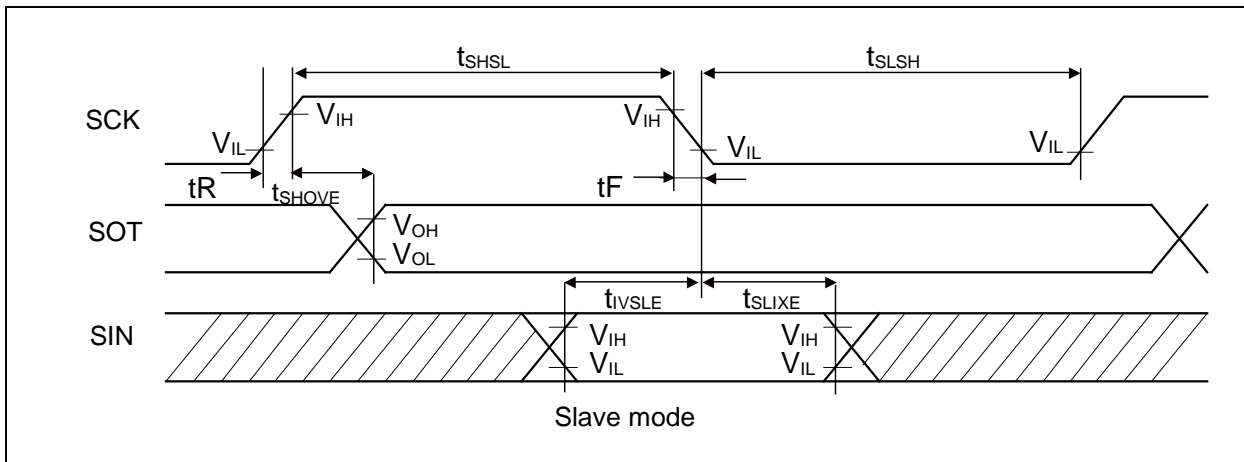 tSHSL
tSLSH
SCK
VIH
VIH
VIL
VIL
VIL
tR
tSHOVE
tF
SOT
VOH
VOL
tIVSLE
tSLIXE
SIN
VIH
VIH
VIL
VIL
Slave mode